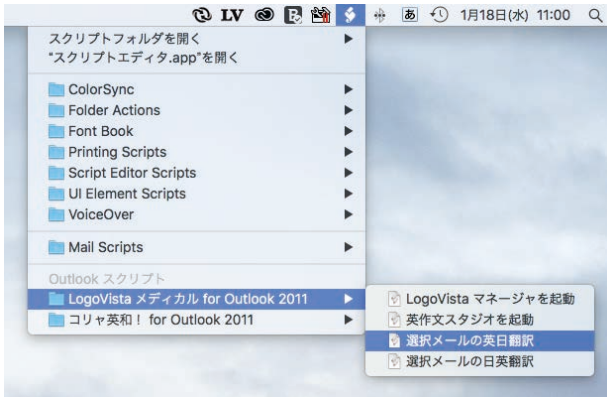 LV 1月18日(水) 11:00
スクリプトフォルダを開く
"スクリプトエディタ.app"を開く
ColorSync
Folder Actions
Font Book
Printing Scripts
Script Editor Scripts
UI Element Scripts
VoiceOver
Mail Scripts
Outlook スクリプト
LogoVista メディカル for Outlook 2011
コリャ英和！ for Outlook 2011
LogoVista マネージャを起動
英作文スタジオを起動
選択メールの英日翻訳
選択メールの日英翻訳